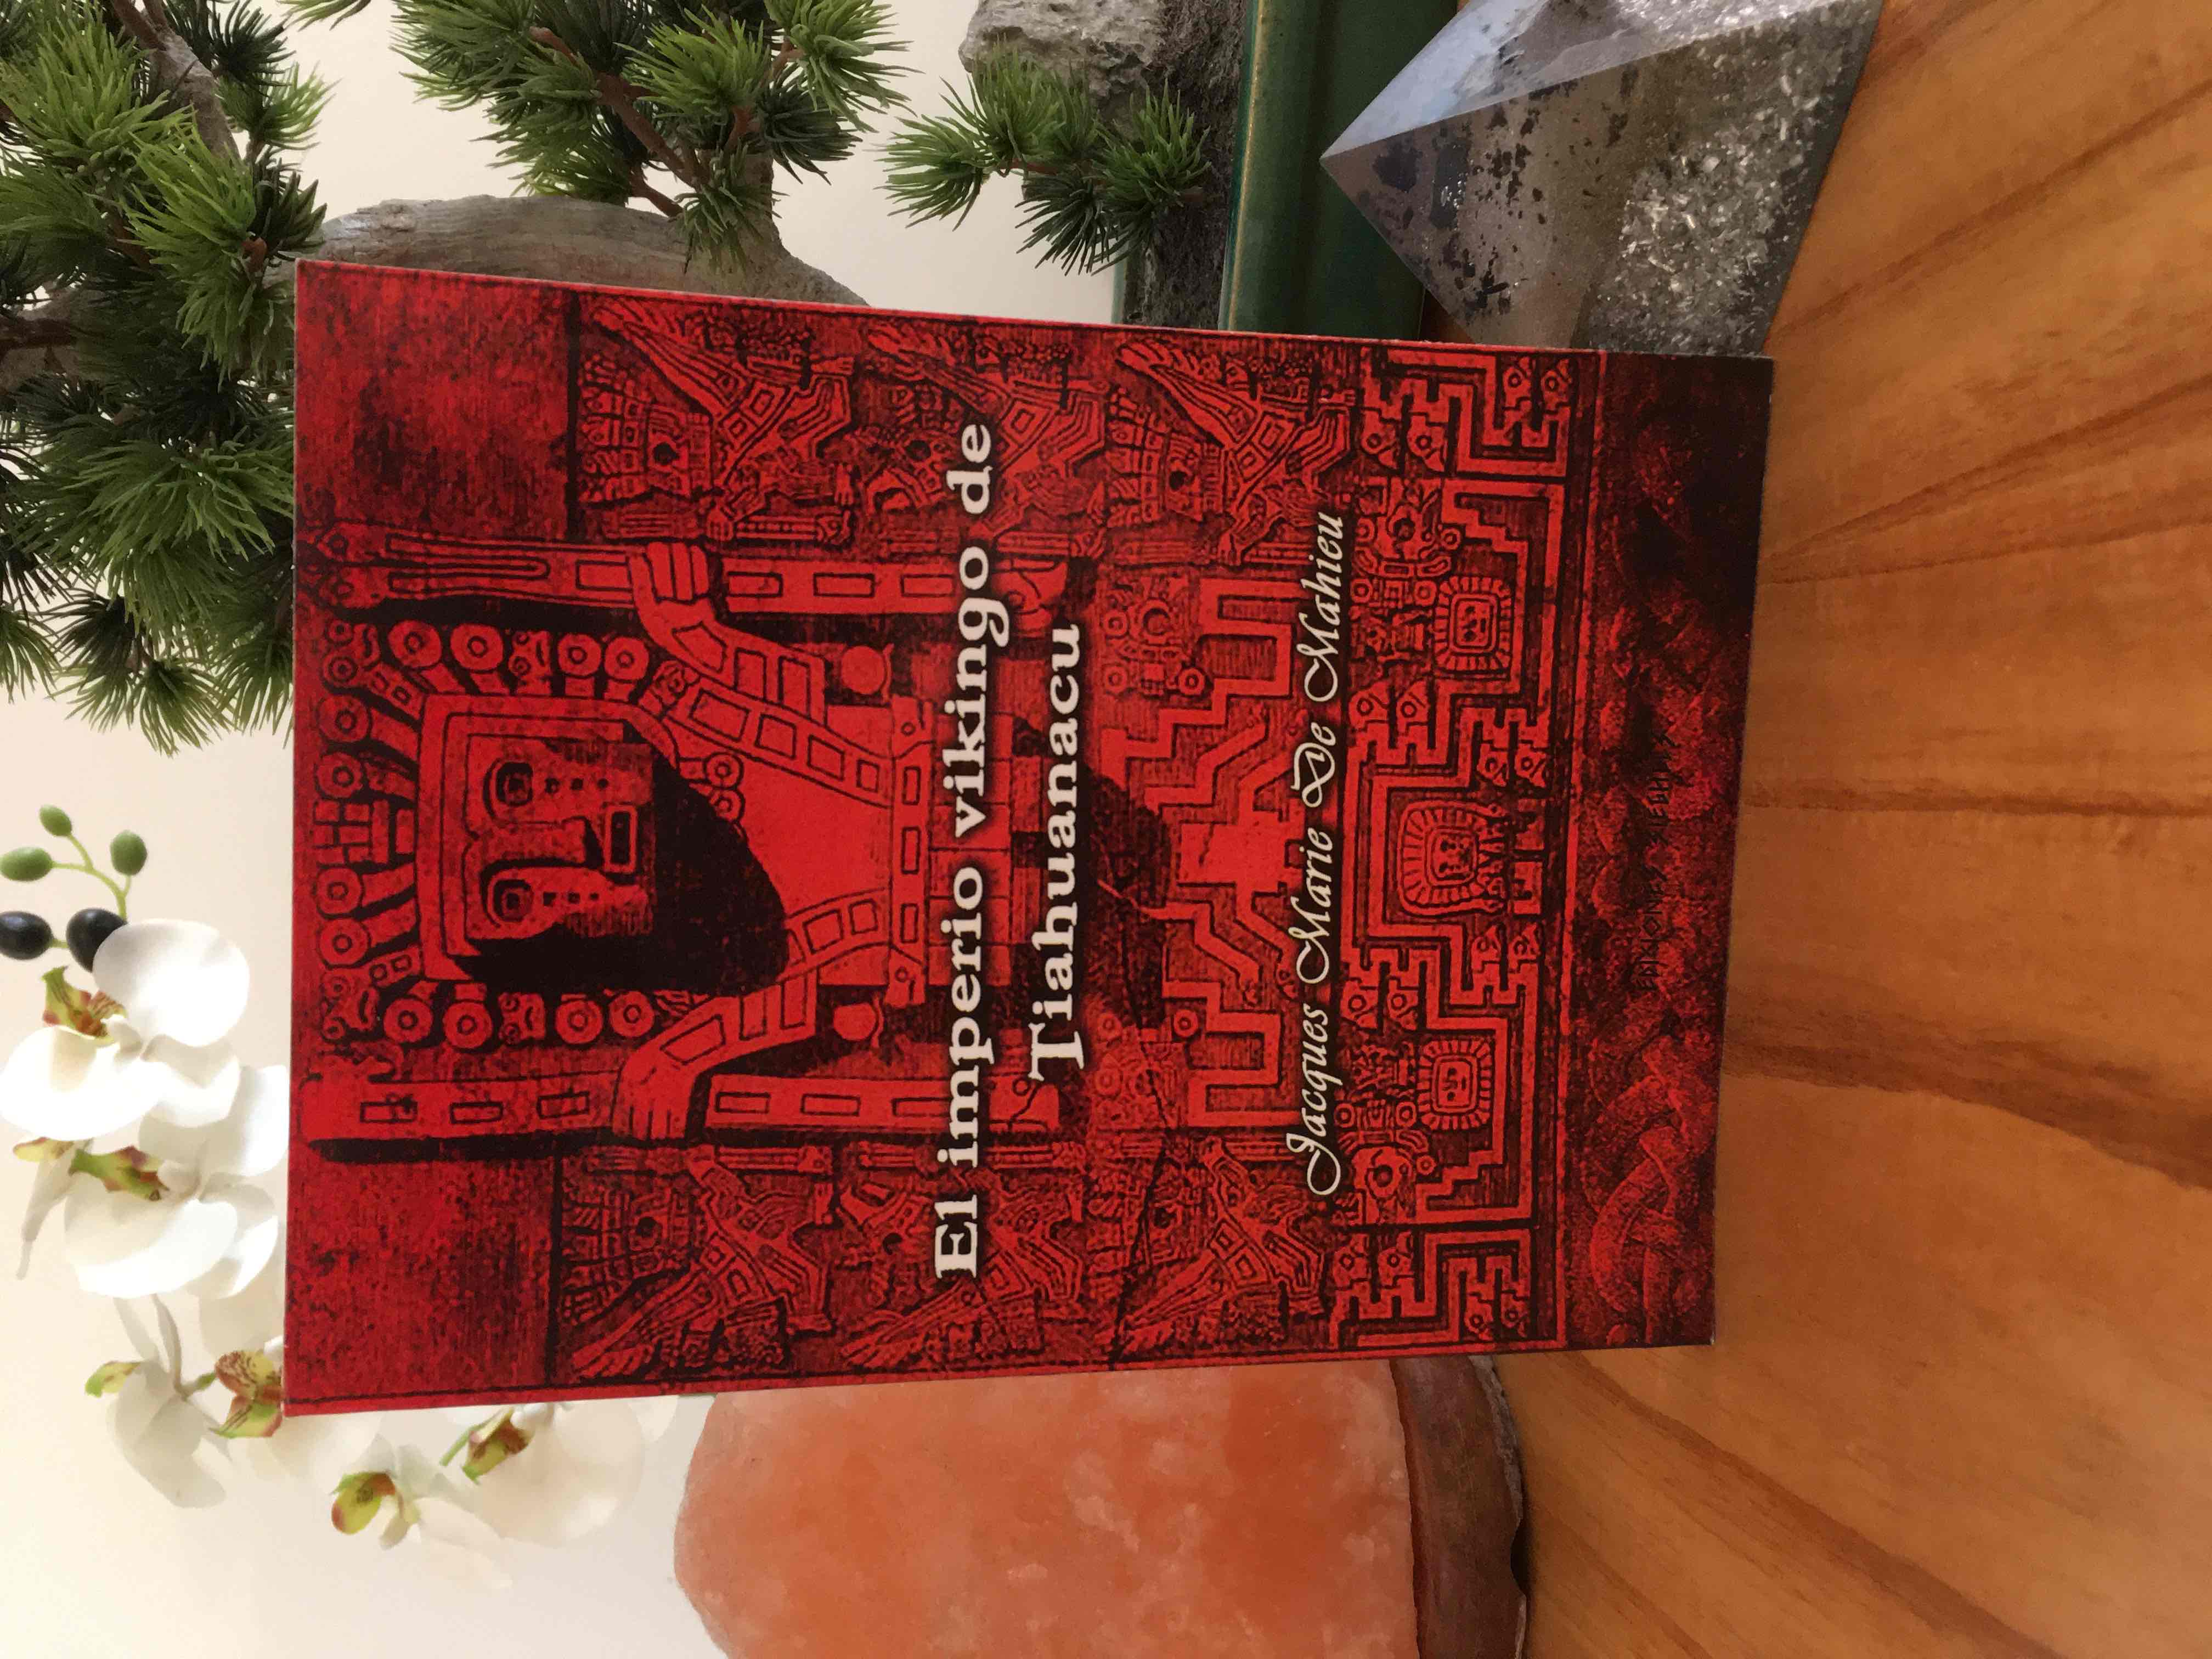 El imperio vikingo de
Tiahuanacu
Jacques Marie De Mahieu